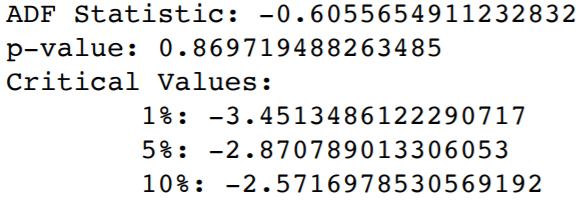 ADF Statistic: -0.6055654911232832
p-value: 0.869719488263485
Critical Values:
1%: -3.4513486122290717
5%: -2.870789013306053
10%: -2.5716978530569192